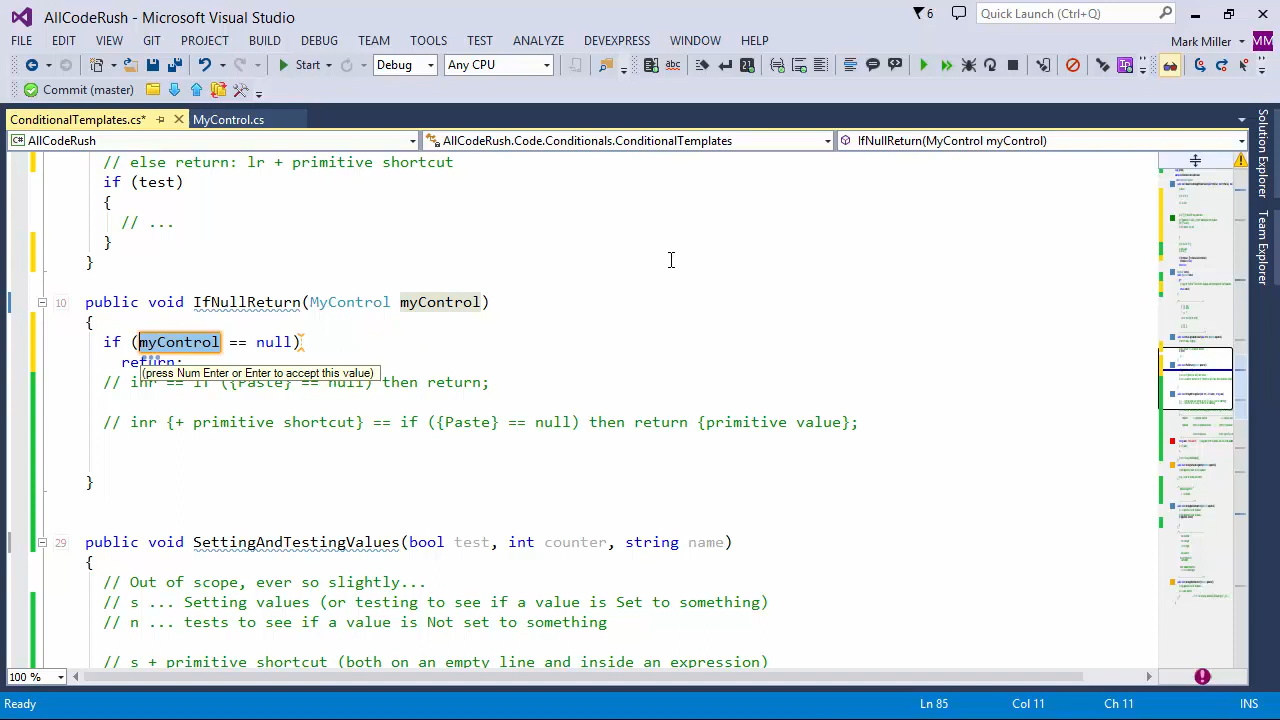 AllCodeRush - Microsoft Visual Studio
6
Quick Launch (Ctrl+Q)
FILE EDIT VIEW GIT PROJECT BUILD DEBUG TEAM TOOLS TEST ANALYZE DEVEXPRESS WINDOW HELP
Mark Miller MM
Start Debug Any CPU
Commit (master)
ConditionalTemplates.cs* MyControl.cs
AllCodeRush AllCodeRush.Code.Conditionals.ConditionalTemplates IfNullReturn(MyControl myControl)
// else return: lr + primitive shortcut
if (test)
{
// ...
}
}
10 public void IfNullReturn(MyControl myControl)
{
if (myControl == null)
return;
(press Num Enter or Enter to accept this value)
// inr == if ({Paste} == null) then return;
// inr {+ primitive shortcut} == if ({Paste} == null) then return {primitive value};
}
public void SettingAndTestingValues(bool test, int counter, string name)
{
// Out of scope, ever so slightly...
// s ... Setting values (or testing to see if a value is Set to something)
// n ... tests to see if a value is Not set to something
// s + primitive shortcut (both on an empty line and inside an expression)
100 %
Solution Explorer
Team Explorer
Ready Ln 85 Col 11 Ch 11 INS